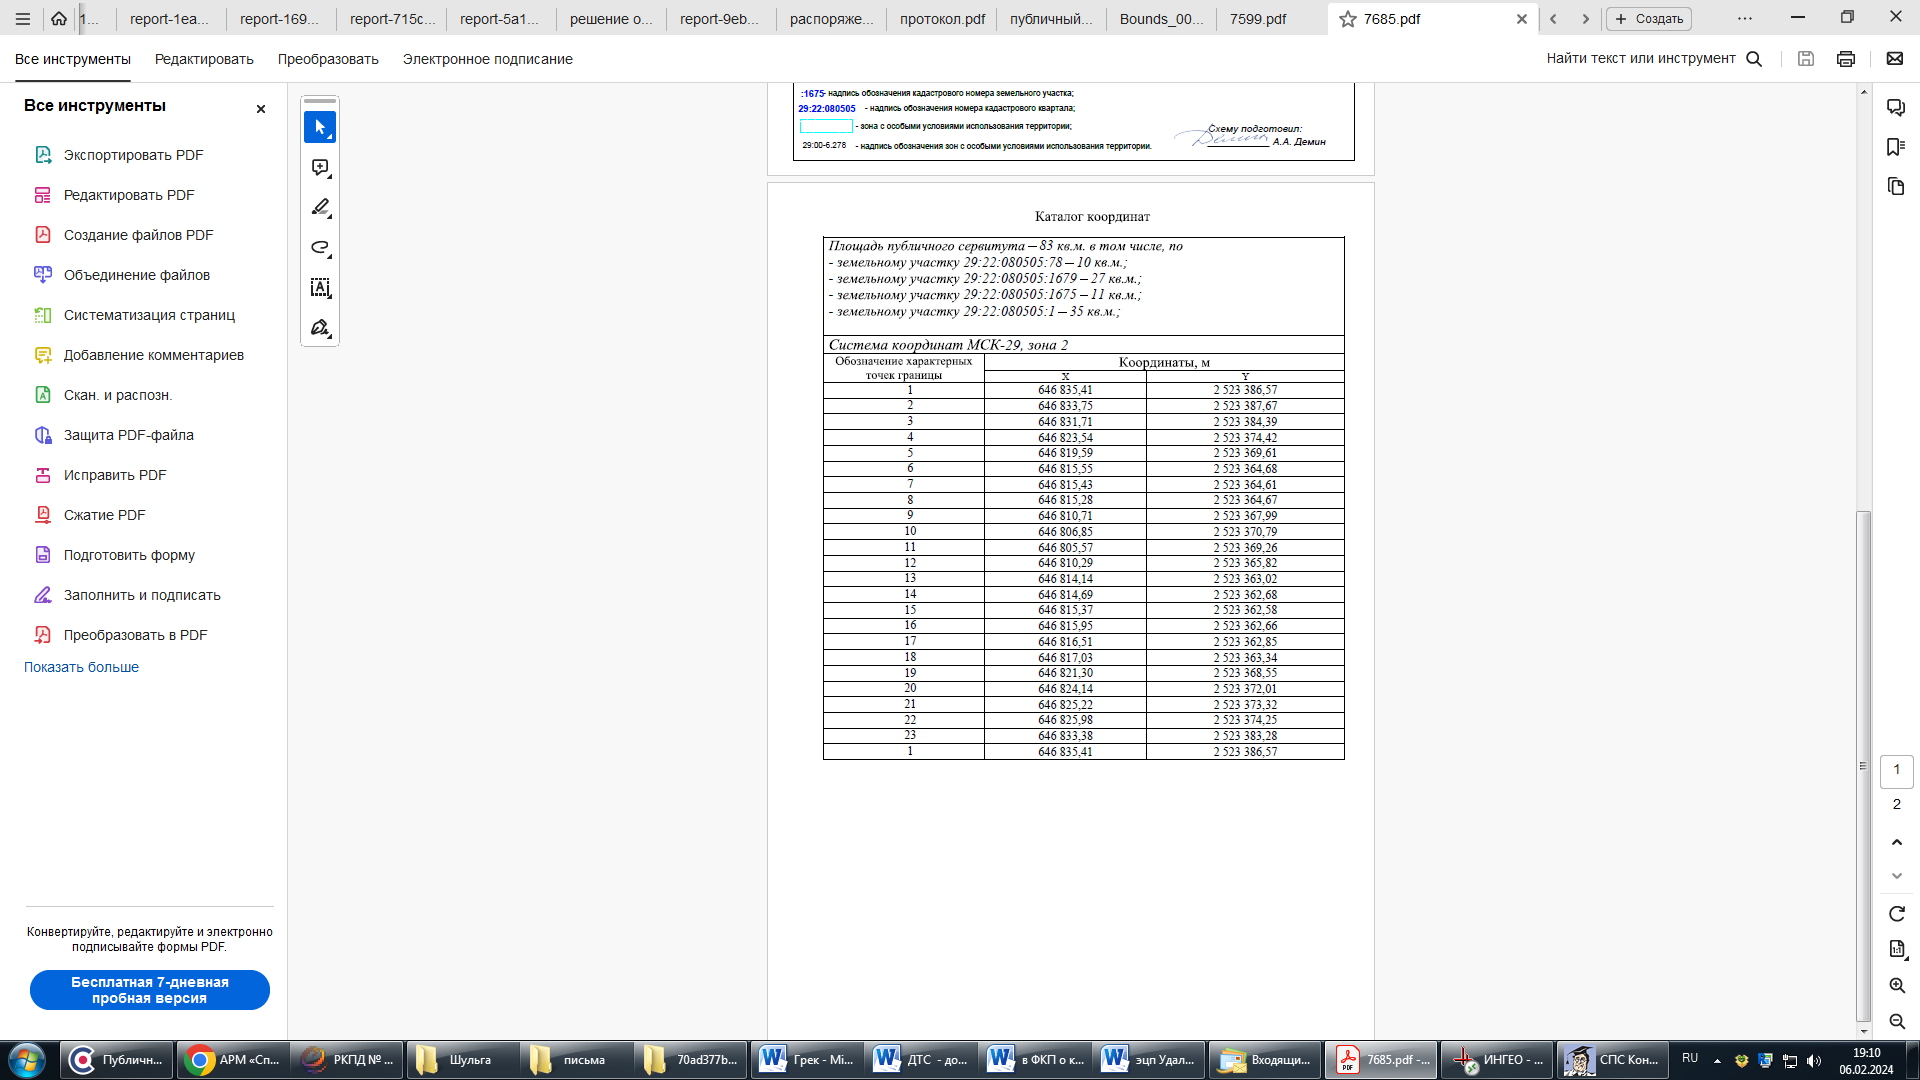 1...
report-1ea...
report-169...
report-715c...
report-5a1...
решение о...
report-9eb...
распоряже...
протокол.pdf
публичный...
Bounds_00...
7599.pdf
7685.pdf
Создать
Все инструменты
Редактировать
Преобразовать
Электронное подписание
Найти текст или инструмент
Все инструменты
Экспортировать PDF
Редактировать PDF
Создание файлов PDF
Объединение файлов
Систематизация страниц
Добавление комментариев
Скан. и распозн.
Защита PDF-файла
Исправить PDF
Сжатие PDF
Подготовить форму
Заполнить и подписать
Преобразовать в PDF
Показать больше
Конвертируйте, редактируйте и электронно
подписывайте формы PDF.
Бесплатная 7-дневная
пробная версия
:1675- надпись обозначения кадастрового номера земельного участка;
29:22:080505 - надпись обозначения номера кадастрового квартала;
- зона с особыми условиями использования территории;
29:00-6.278 - надпись обозначения зон с особыми условиями использования территории.
Схему подготовил:
А.А. Демин
Каталог координат
Площадь публичного сервитута – 83 кв.м. в том числе, по
- земельному участку 29:22:080505:78 – 10 кв.м.;
- земельному участку 29:22:080505:1679 – 27 кв.м.;
- земельному участку 29:22:080505:1675 – 11 кв.м.;
- земельному участку 29:22:080505:1 – 35 кв.м.;
Система координат МСК-29, зона 2
Обозначение характерных точек границы
Координаты, м
X Y
1 646 835,41 2 523 386,57
2 646 833,75 2 523 387,67
3 646 831,71 2 523 384,39
4 646 823,54 2 523 374,42
5 646 819,59 2 523 369,61
6 646 815,55 2 523 364,68
7 646 815,43 2 523 364,61
8 646 815,28 2 523 364,67
9 646 810,71 2 523 367,99
10 646 806,85 2 523 370,79
11 646 805,57 2 523 369,26
12 646 810,29 2 523 365,82
13 646 814,14 2 523 363,02
14 646 814,69 2 523 362,68
15 646 815,37 2 523 362,58
16 646 815,95 2 523 362,66
17 646 816,51 2 523 362,85
18 646 817,03 2 523 363,34
19 646 821,30 2 523 368,55
20 646 824,14 2 523 372,01
21 646 825,22 2 523 373,32
22 646 825,98 2 523 374,25
23 646 833,38 2 523 383,28
1 646 835,41 2 523 386,57
1
2
Публичн...
АРМ «Сп...
РКПД № ...
Шульга
письма
70ad377b...
Грек - Mi...
ДТС - до...
в ФКП о к...
эцп Удал...
Входящи...
7685.pdf -...
ИНГЕО - ...
СПС Кон...
RU
19:10
06.02.2024